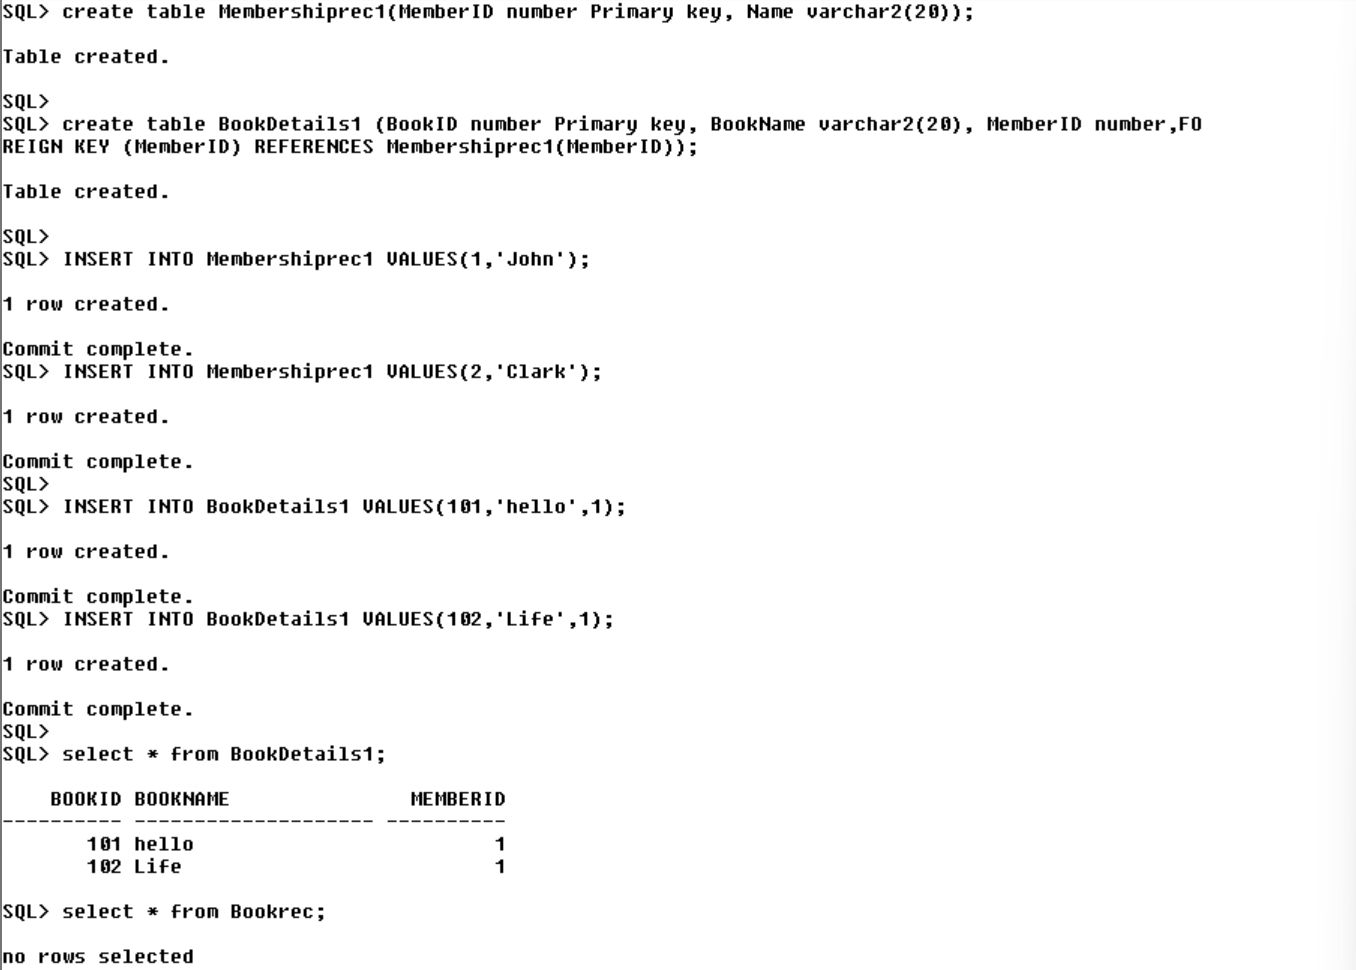 SQL> create table Membershiprec1(MemberID number Primary key, Name varchar2(20));
Table created.
SQL>
SQL> create table BookDetails1 (BookID number Primary key, BookName varchar2(20), MemberID number,FO
REIGN KEY (MemberID) REFERENCES Membershiprec1(MemberID));
Table created.
SQL>
SQL> INSERT INTO Membershiprec1 VALUES(1,'John');
1 row created.
Commit complete.
SQL> INSERT INTO Membershiprec1 VALUES(2,'Clark');
1 row created.
Commit complete.
SQL>
SQL> INSERT INTO BookDetails1 VALUES(101,'hello',1);
1 row created.
Commit complete.
SQL> INSERT INTO BookDetails1 VALUES(102,'Life',1);
1 row created.
Commit complete.
SQL>
SQL> select * from BookDetails1;
BOOKID BOOKNAME MEMBERID
---------- -------------------- ----------
101 hello 1
102 Life 1
SQL> select * from Bookrec;
no rows selected